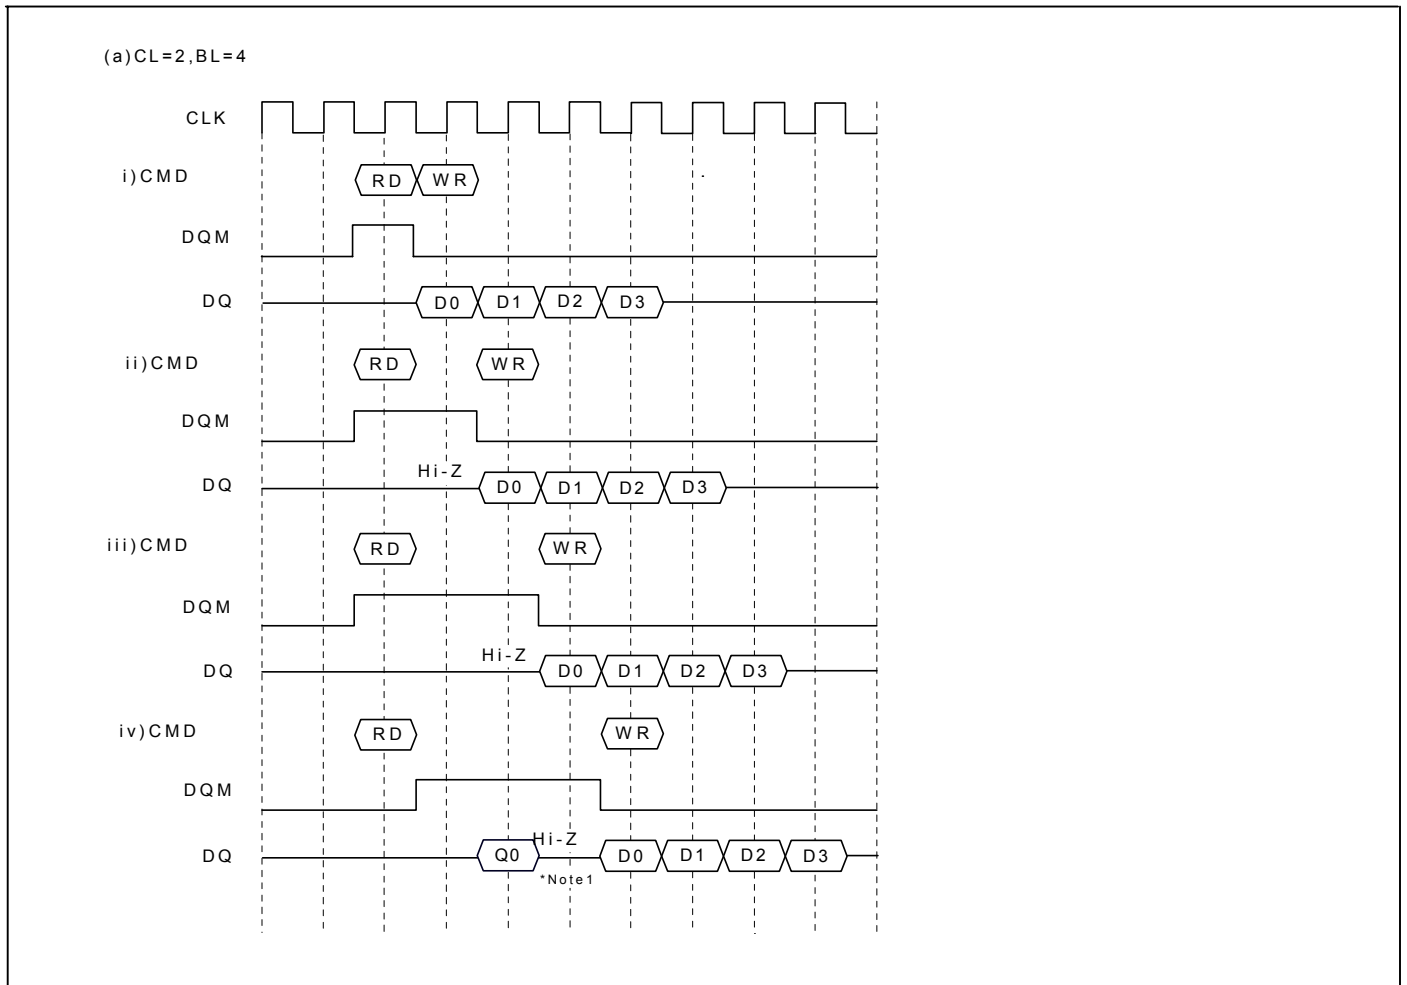 (a)CL=2,BL=4
CLK
i)CMD RD WR
DQM
DQ D0 D1 D2 D3
ii)CMD RD WR
DQM
Hi-Z
DQ D0 D1 D2 D3
iii)CMD RD WR
DQM
Hi-Z
DQ D0 D1 D2 D3
iv)CMD RD WR
DQM
Hi-Z
DQ Q0 D0 D1 D2 D3
*Note1